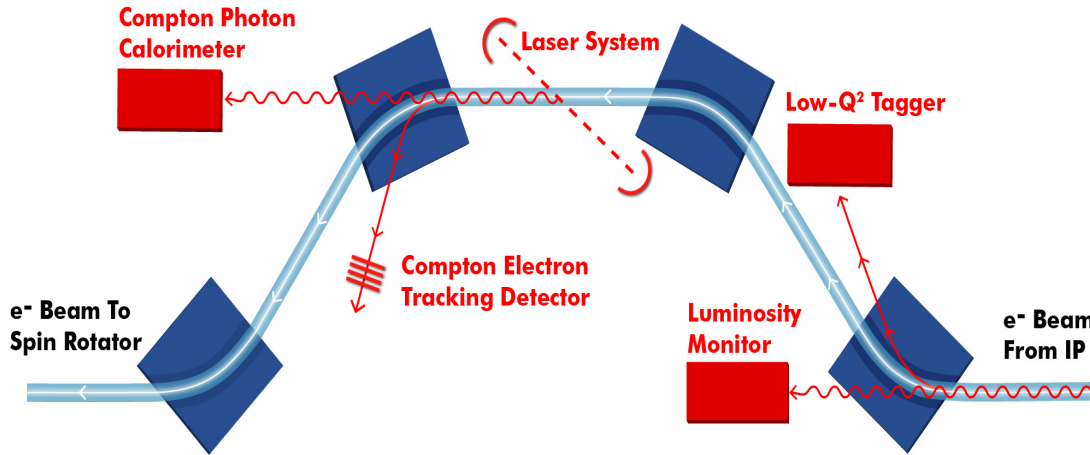 Compton Photon
Calorimeter
Laser System
Low-Q² Tagger
Compton Electron
Tracking Detector
e- Beam To
Spin Rotator
Luminosity
Monitor
e- Beam
From IP